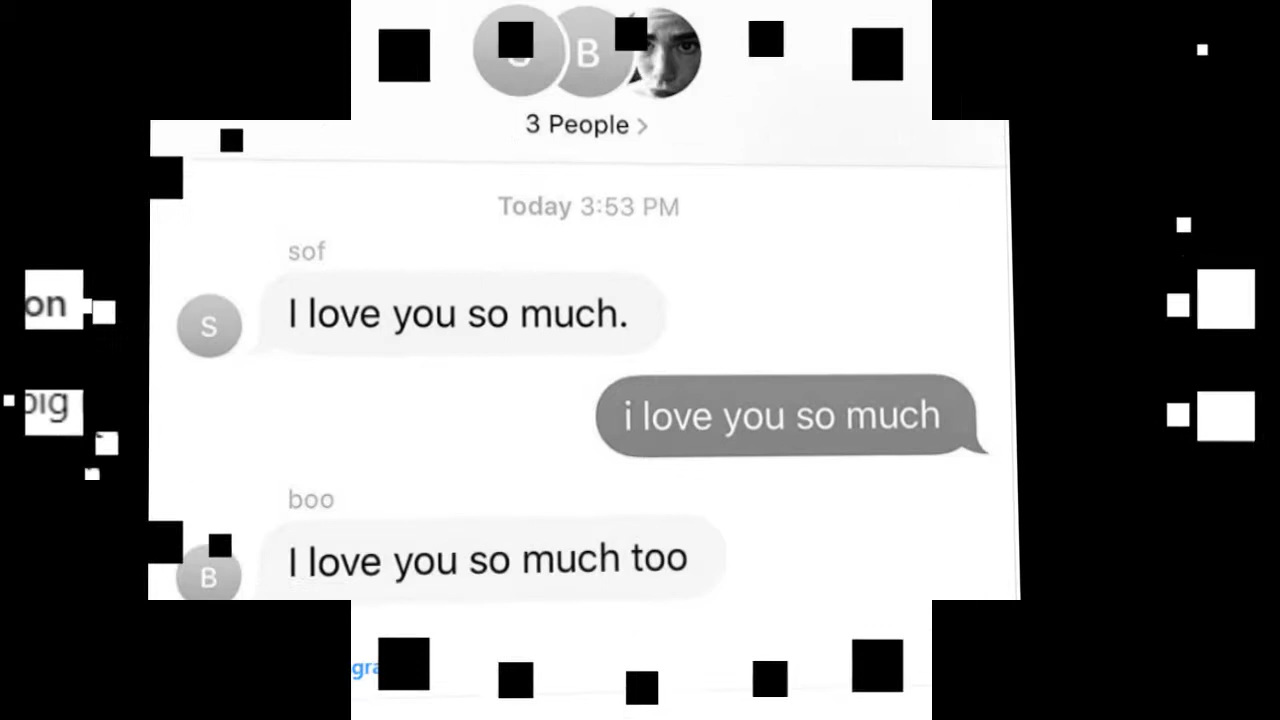 B
3 People >
Today 3:53 PM
sof
S
I love you so much.
on
i love you so much
boo
B
I love you so much too